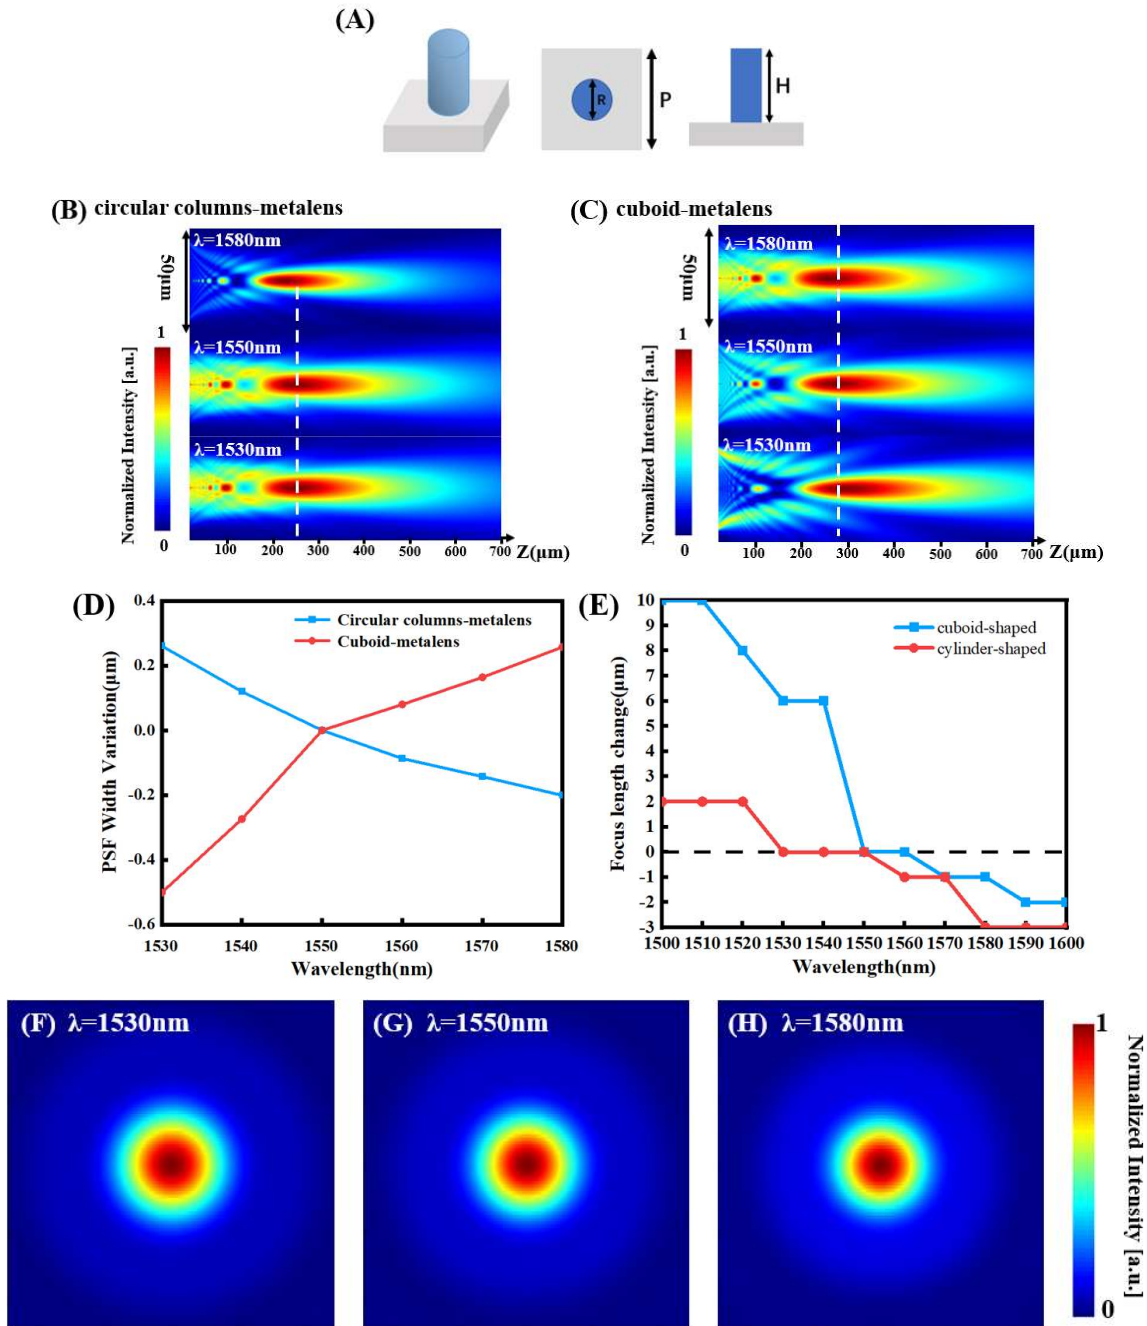 (A)
R
P
H
(B) circular columns-metalens
(C) cuboid-metalens
λ=1580nm
50μm
λ=1550nm
λ=1530nm
1
Normalized Intensity [a.u.]
0
100 200 300 400 500 600 700 Z(μm)
λ=1580nm
50μm
λ=1550nm
λ=1530nm
1
Normalized Intensity [a.u.]
0
100 200 300 400 500 600 700 Z(μm)
(D)
Circular columns-metalens
Cuboid-metalens
PSF Width Variation(μm)
0.4
0.2
0.0
-0.2
-0.4
-0.6
1530 1540 1550 1560 1570 1580
Wavelength(nm)
(E)
cuboid-shaped
cylinder-shaped
Focus length change(μm)
10
9
8
7
6
5
4
3
2
1
0
-1
-2
-3
1500 1510 1520 1530 1540 1550 1560 1570 1580 1590 1600
Wavelength(nm)
(F) λ=1530nm
(G) λ=1550nm
(H) λ=1580nm
1
Normalized Intensity [a.u.]
0